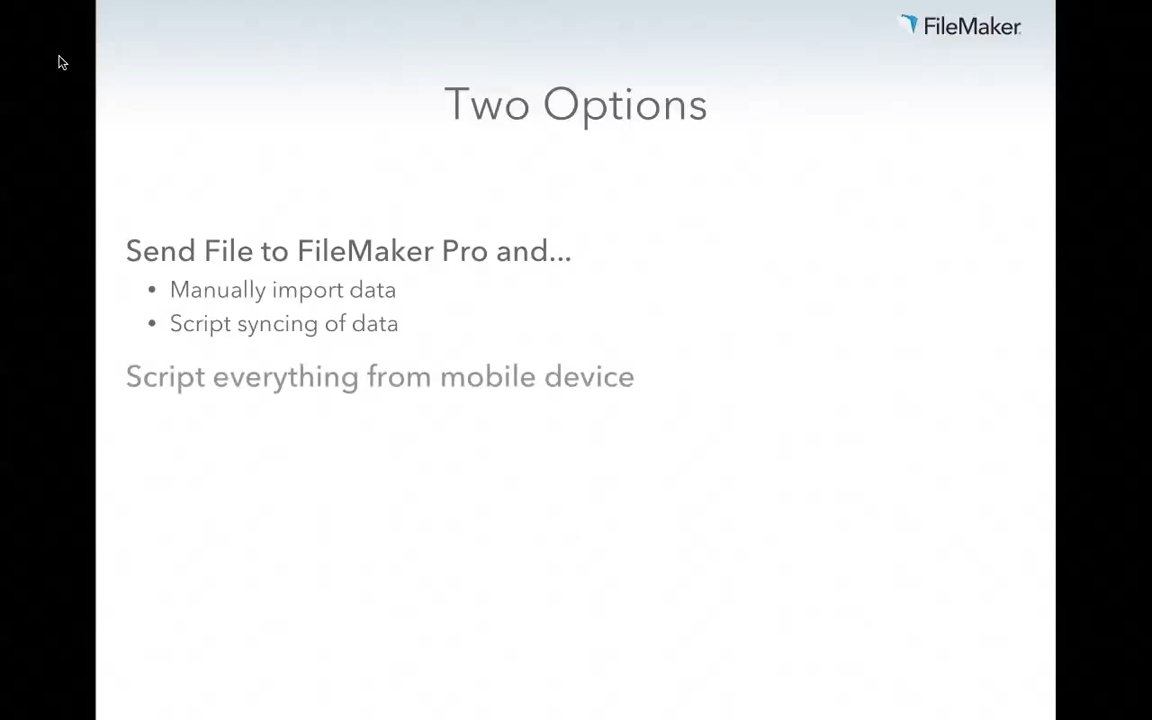 FileMaker
Two Options
Send File to FileMaker Pro and...
• Manually import data
• Script syncing of data
Script everything from mobile device